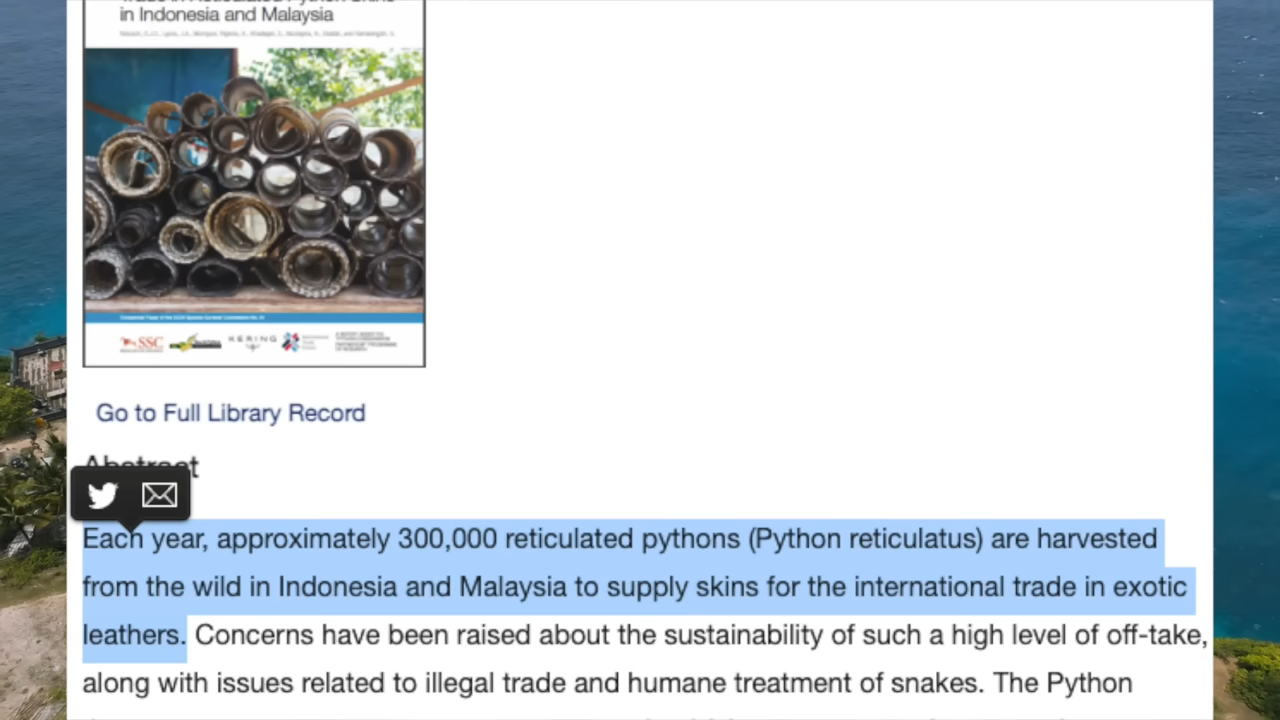 in Indonesia and Malaysia
SSC
KERING
Go to Full Library Record
Abstract
Each year, approximately 300,000 reticulated pythons (Python reticulatus) are harvested
from the wild in Indonesia and Malaysia to supply skins for the international trade in exotic
leathers. Concerns have been raised about the sustainability of such a high level of off-take,
along with issues related to illegal trade and humane treatment of snakes. The Python